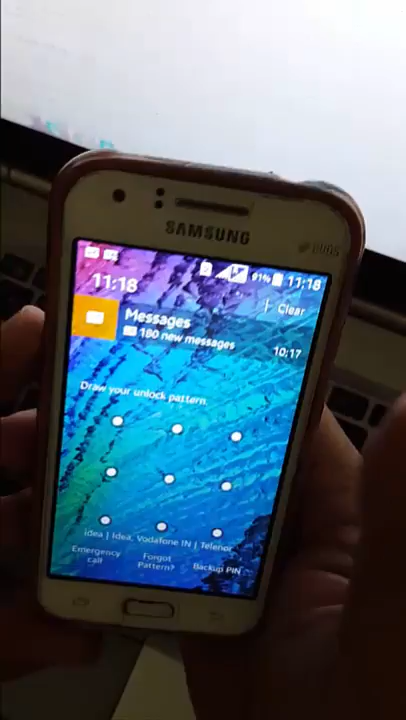 SAMSUNG
DUOS
91% 11:18
11:18
Clear
Messages
180 new messages
10:17
Draw your unlock pattern.
idea | Idea, Vodafone IN | Telenor
Emergency call
Forgot Pattern?
Backup PIN